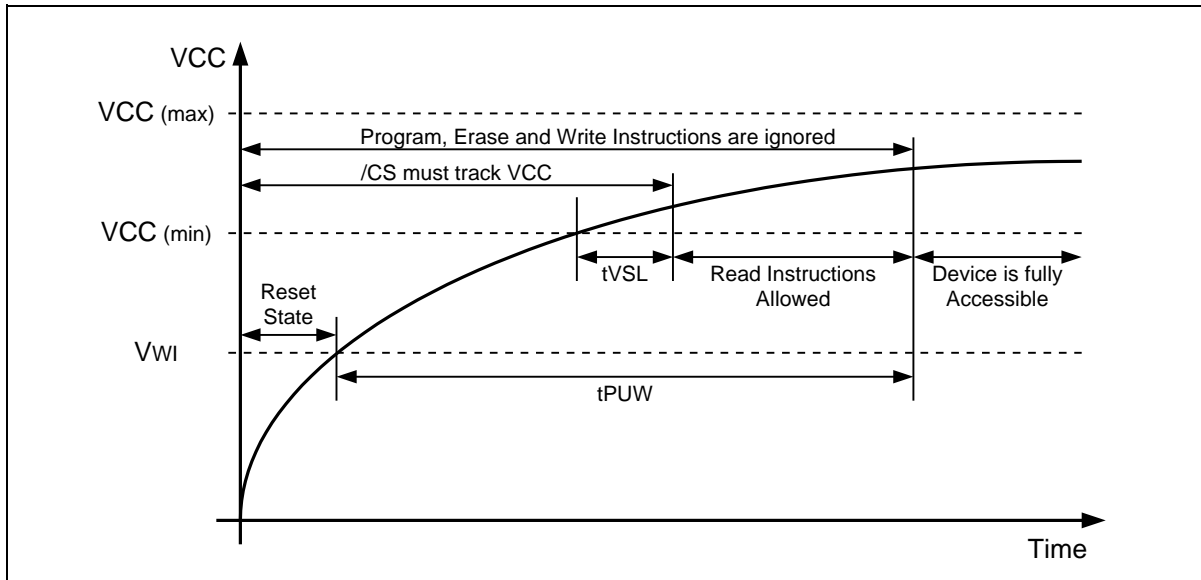 VCC
VCC (max)
Program, Erase and Write Instructions are ignored
/CS must track VCC
VCC (min)
tVSL
Read Instructions
Allowed
Device is fully
Accessible
Reset
State
VWI
tPUW
Time